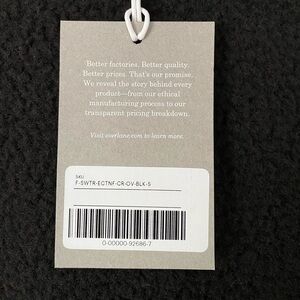 Better factories. Better quality.
Better prices. That's our promise.
We reveal the story behind every
product—from our ethical
manufacturing process to our
transparent pricing breakdown.
Visit everlane.com to learn more.
SKU
F-SWTR-EGTNF-CR-OV-BLK-S
0-00000-92686-7